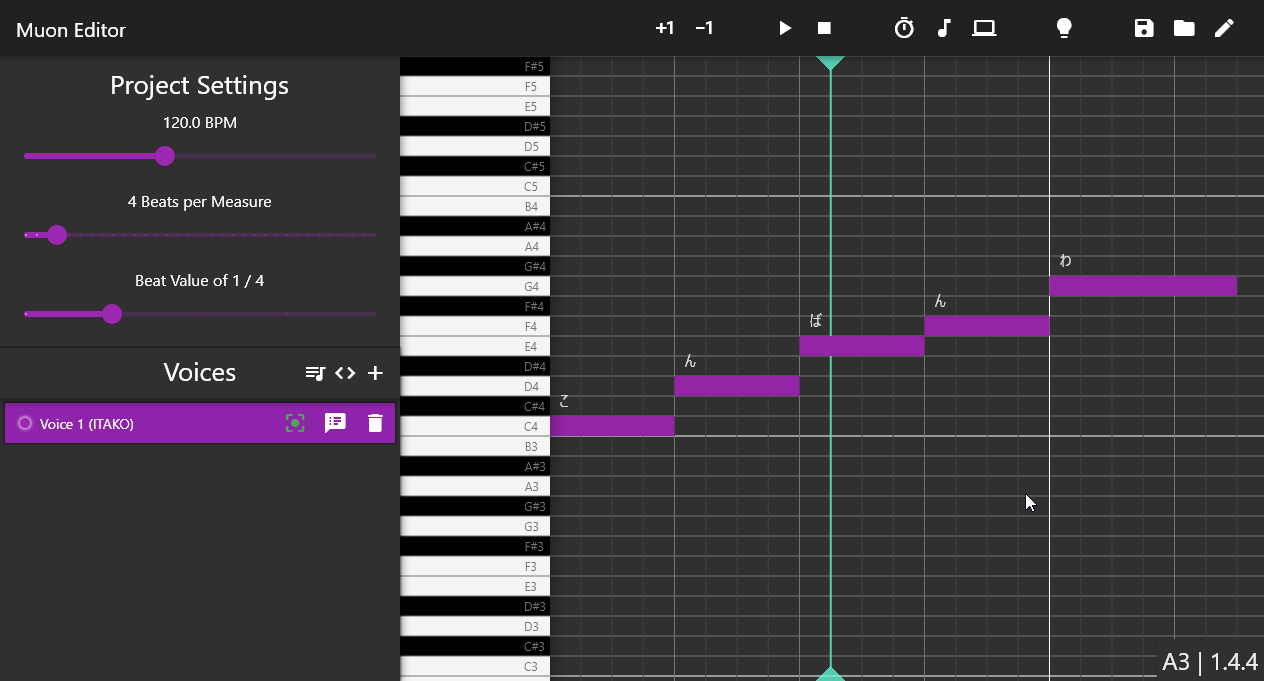 Muon Editor
+1 −1
Project Settings
120.0 BPM
4 Beats per Measure
Beat Value of 1 / 4
Voices
Voice 1 (ITAKO)
F#5
F5
E5
D#5
D5
C#5
C5
B4
A#4
A4
G#4
G4
F#4
F4
E4
D#4
D4
C#4
C4
B3
A#3
A3
G#3
G3
F#3
F3
E3
D#3
D3
C#3
C3
こ
ん
ば
ん
わ
A3 | 1.4.4